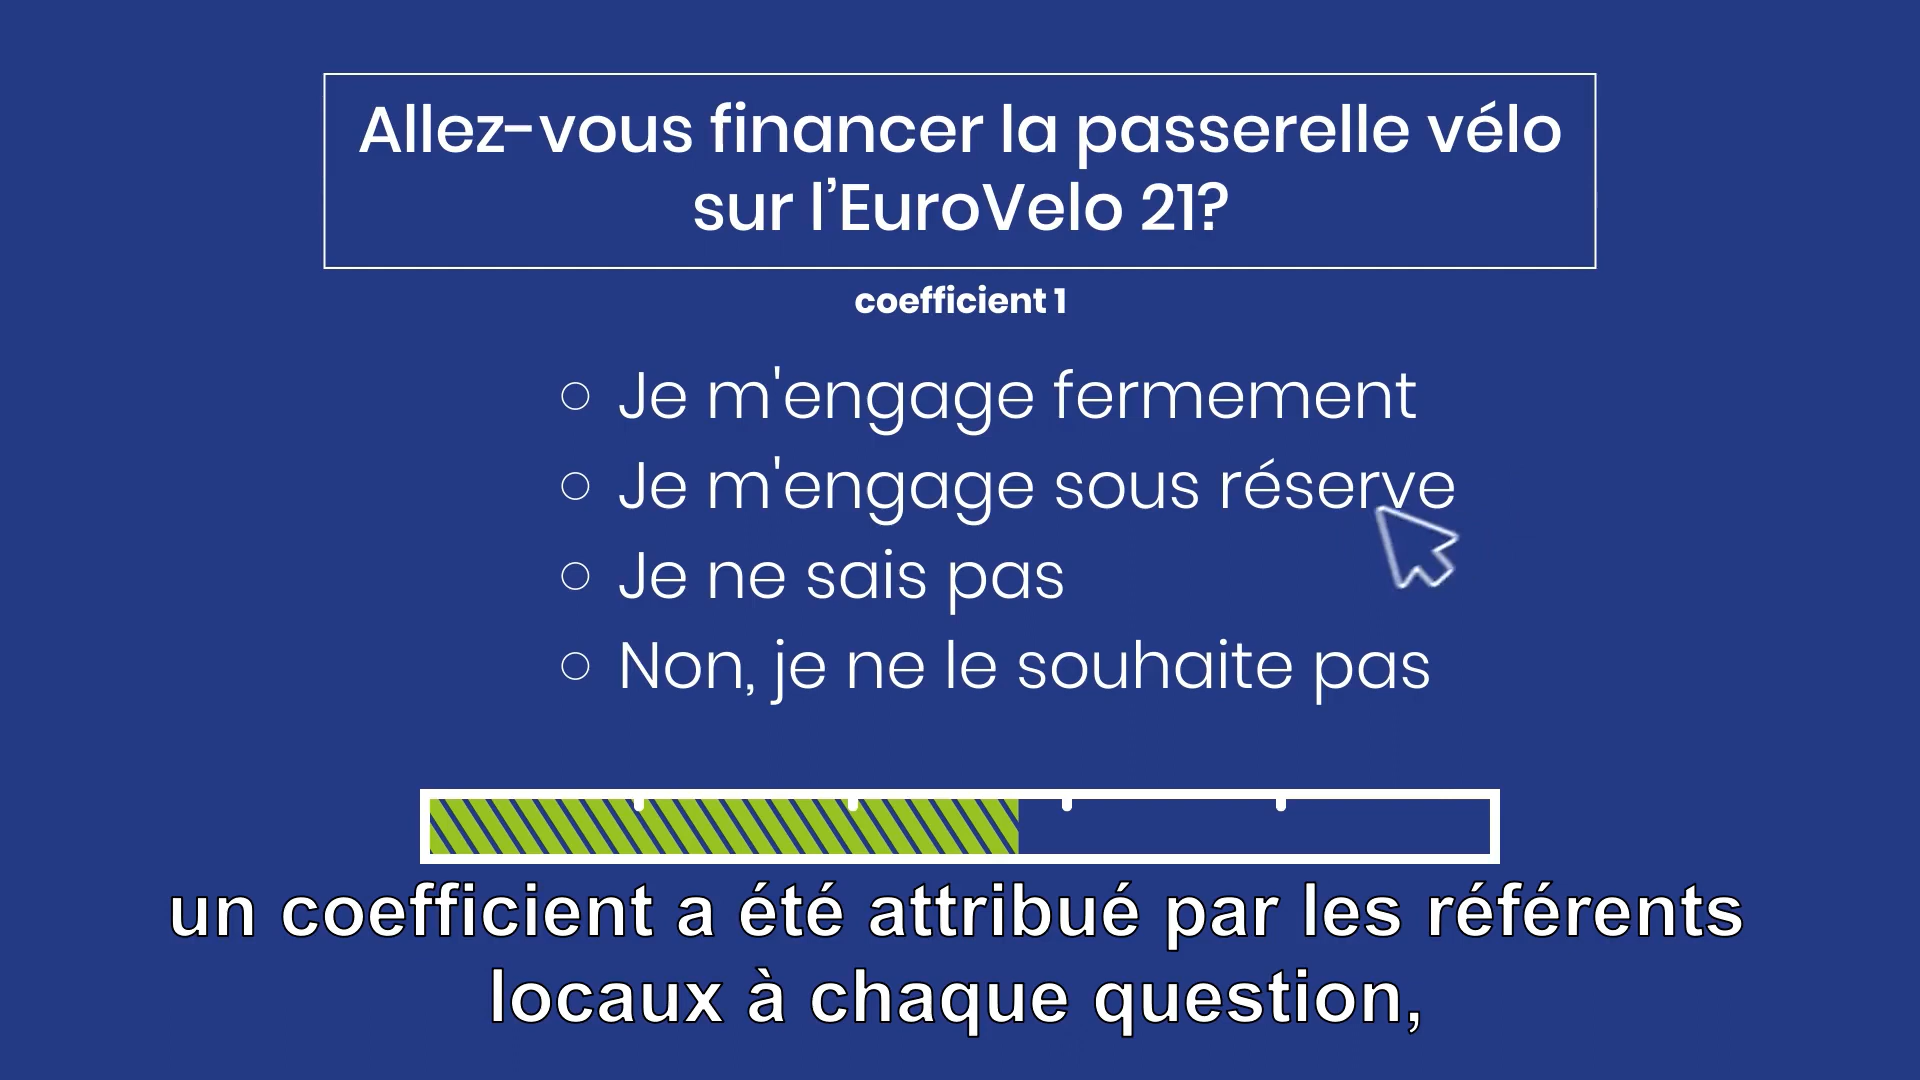 Allez-vous financer la passerelle vélo
sur l’EuroVelo 21?
coefficient 1
Je m'engage fermement
Je m'engage sous réserve
Je ne sais pas
Non, je ne le souhaite pas
un coefficient a été attribué par les référents
locaux à chaque question,